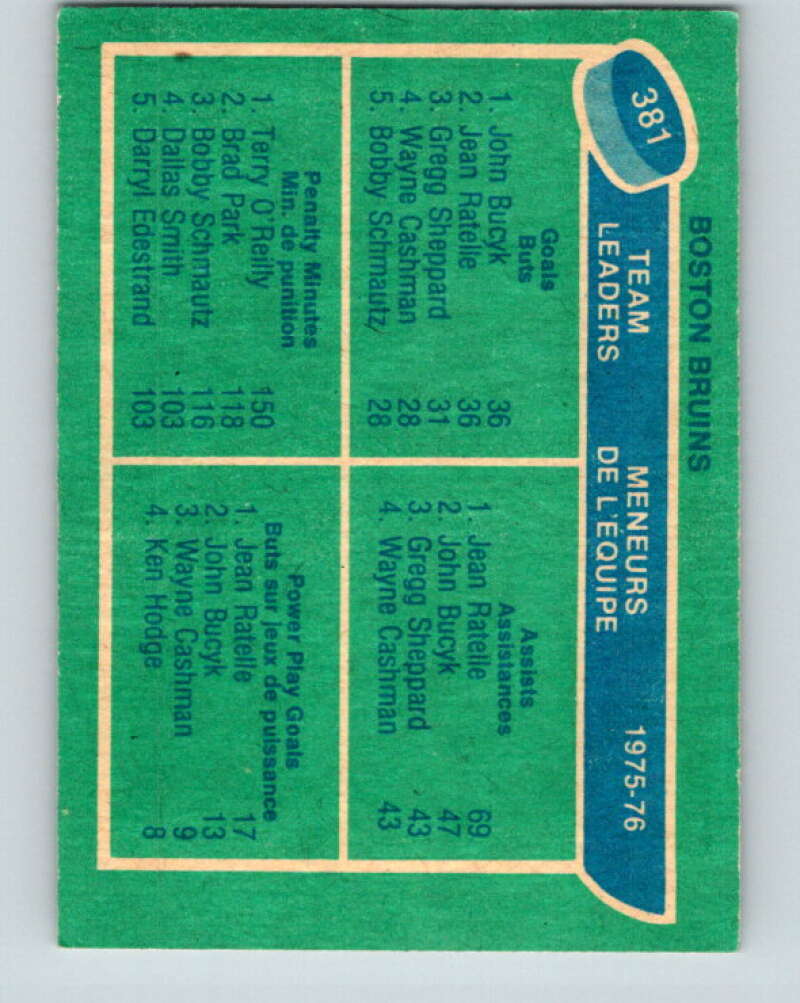 BOSTON BRUINS
381
TEAM LEADERS
MENEURS DE L'ÉQUIPE
1975-76
Goals
Buts
1. John Bucyk 36
2. Jean Ratelle 36
3. Gregg Sheppard 31
4. Wayne Cashman 28
5. Bobby Schmautz 28
Assists
Assistances
1. Jean Ratelle 69
2. John Bucyk 47
3. Gregg Sheppard 43
4. Wayne Cashman 43
Penalty Minutes
Min. de punition
1. Terry O'Reilly 150
2. Brad Park 118
3. Bobby Schmautz 116
4. Dallas Smith 103
5. Darryl Edestrand 103
Power Play Goals
Buts sur jeux de puissance
1. Jean Ratelle 17
2. John Bucyk 13
3. Wayne Cashman 9
4. Ken Hodge 8